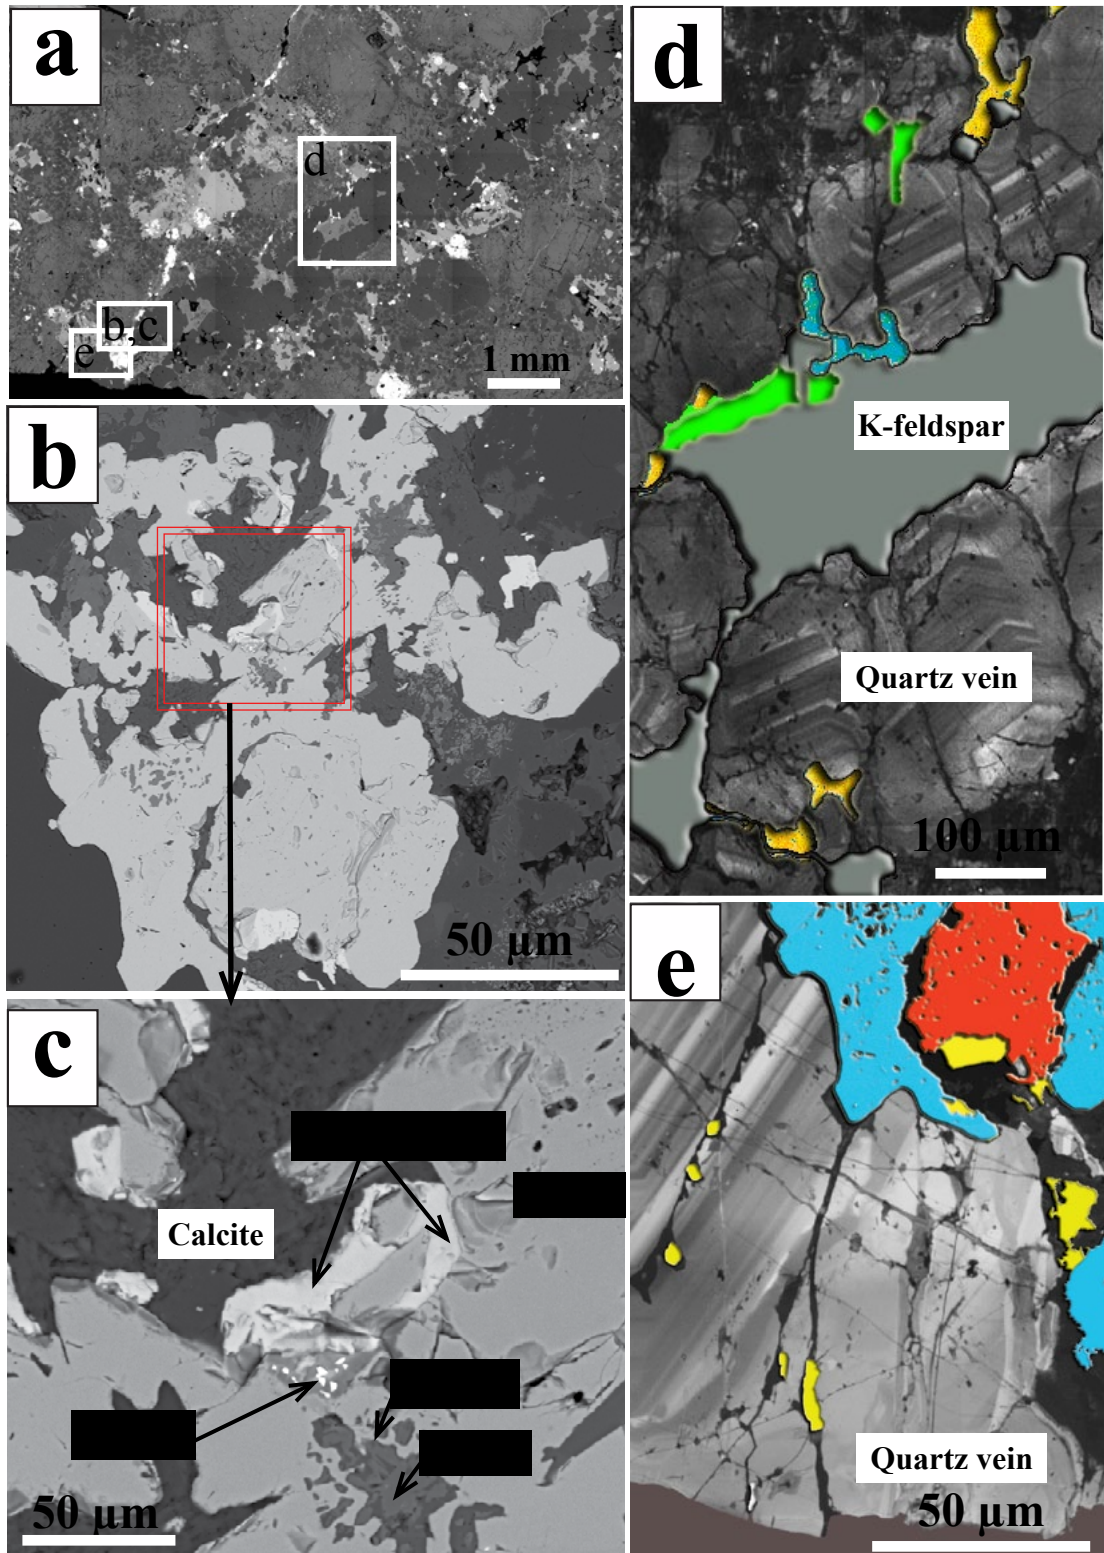 a
d
b,c
e
1 mm
b
50 μm
c
Calcite
50 μm
d
K-feldspar
Quartz vein
100 μm
e
Quartz vein
50 μm